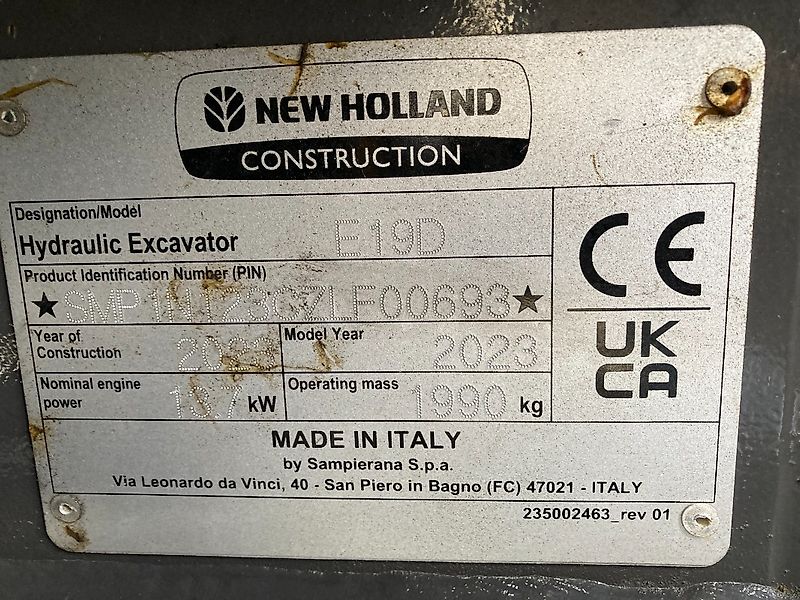 NEW HOLLAND
CONSTRUCTION
Designation/Model
Hydraulic Excavator E19D
Product Identification Number (PIN)
Year of Construction
Model Year 2023
Nominal engine power 13.7 kW
Operating mass 1990 kg
CE
UK
CA
MADE IN ITALY
by Sampierana S.p.a.
Via Leonardo da Vinci, 40 - San Piero in Bagno (FC) 47021 - ITALY
235002463_rev 01